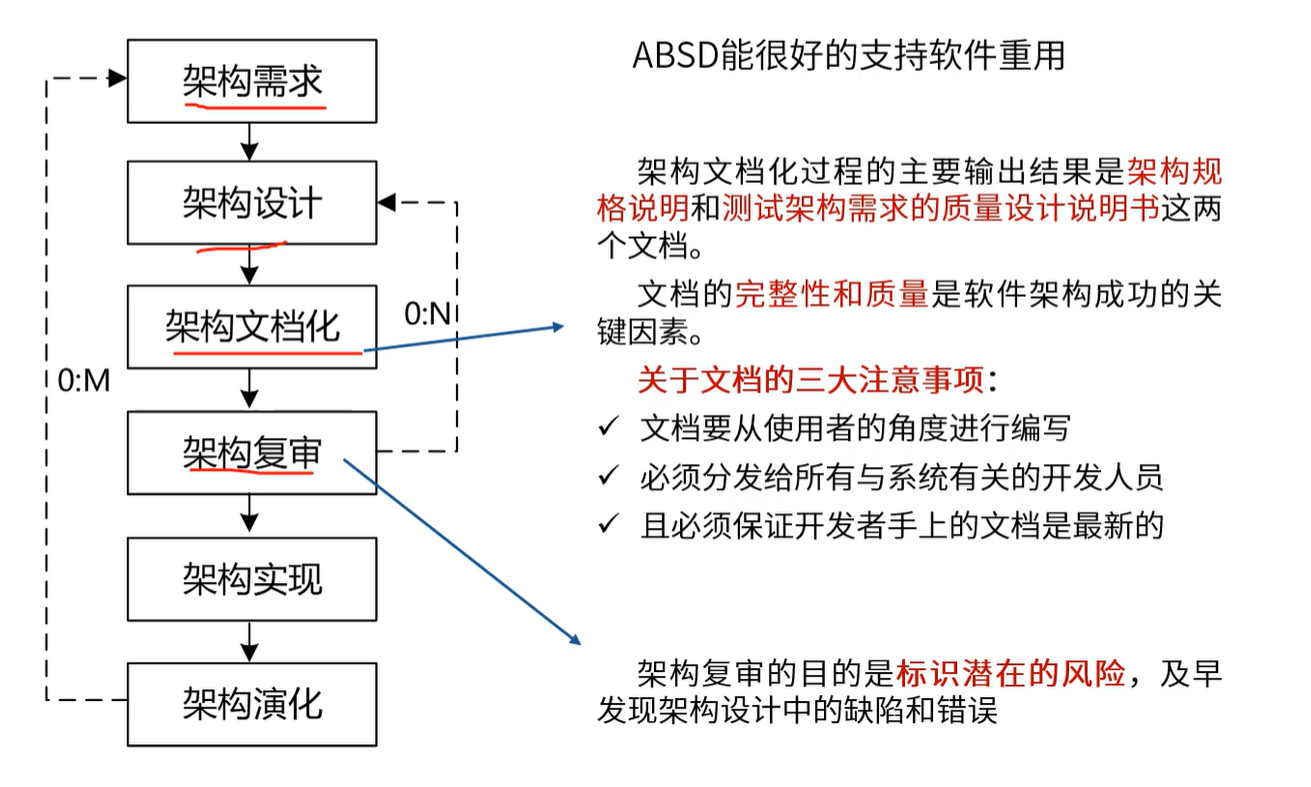 架构需求
架构设计
架构文档化
0:N
0:M
架构复审
架构实现
架构演化
ABSD能很好的支持软件重用
架构文档化过程的主要输出结果是架构规
格说明和测试架构需求的质量设计说明书这两
个文档。
文档的完整性和质量是软件架构成功的关
键因素。
关于文档的三大注意事项：
✓ 文档要从使用者的角度进行编写
✓ 必须分发给所有与系统有关的开发人员
✓ 且必须保证开发者手上的文档是最新的
架构复审的目的是标识潜在的风险，及早
发现架构设计中的缺陷和错误